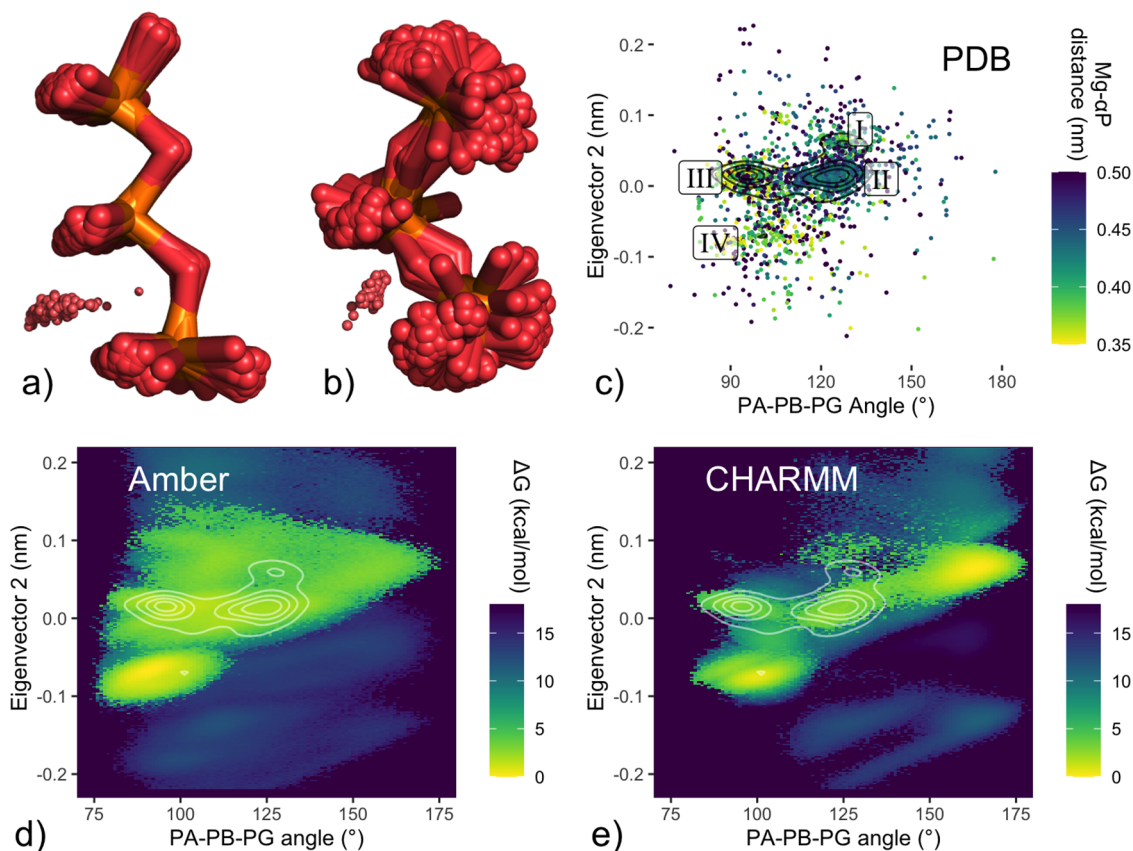 a)
b)
c)
PDB
Eigenvector 2 (nm)
0.2
0.1
0.0
-0.1
-0.2
I
II
III
IV
90
120
150
180
PA-PB-PG Angle (°)
Mg-αP
distance (nm)
0.50
0.45
0.40
0.35
d)
Amber
Eigenvector 2 (nm)
0.2
0.1
0.0
-0.1
-0.2
75
100
125
150
175
PA-PB-PG angle (°)
ΔG (kcal/mol)
15
10
5
0
e)
CHARMM
Eigenvector 2 (nm)
0.2
0.1
0.0
-0.1
-0.2
75
100
125
150
175
PA-PB-PG angle (°)
ΔG (kcal/mol)
15
10
5
0